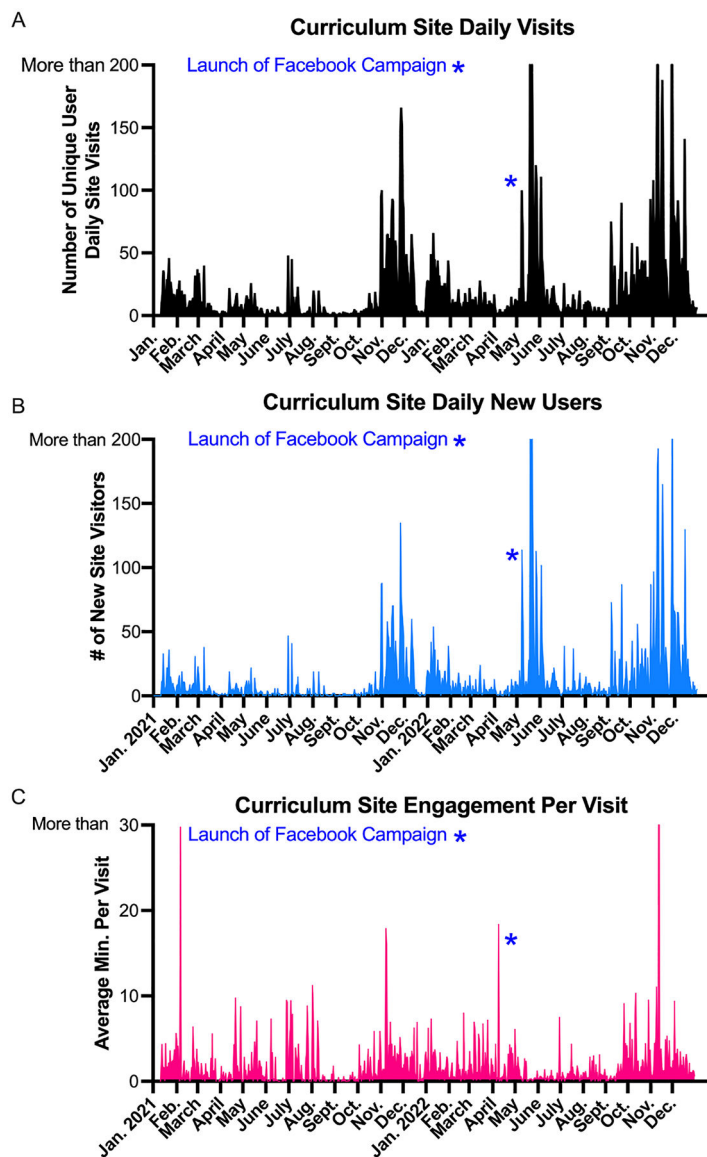 A
Curriculum Site Daily Visits
More than 200
Launch of Facebook Campaign *
150
100
50
0
*
Number of Unique User
Daily Site Visits
Jan. Feb. March April May June July Aug. Sept. Oct. Nov. Dec. Jan. Feb. March April May June July Aug. Sept. Oct. Nov. Dec.
B
Curriculum Site Daily New Users
More than 200
Launch of Facebook Campaign *
150
100
50
0
*
# of New Site Visitors
Jan. 2021 Feb. March April May June July Aug. Sept. Oct. Nov. Dec. Jan. 2022 Feb. March April May June July Aug. Sept. Oct. Nov. Dec.
C
Curriculum Site Engagement Per Visit
More than 30
Launch of Facebook Campaign *
20
10
0
*
Average Min. Per Visit
Jan. 2021 Feb. March April May June July Aug. Sept. Oct. Nov. Dec. Jan. 2022 Feb. March April May June July Aug. Sept. Oct. Nov. Dec.